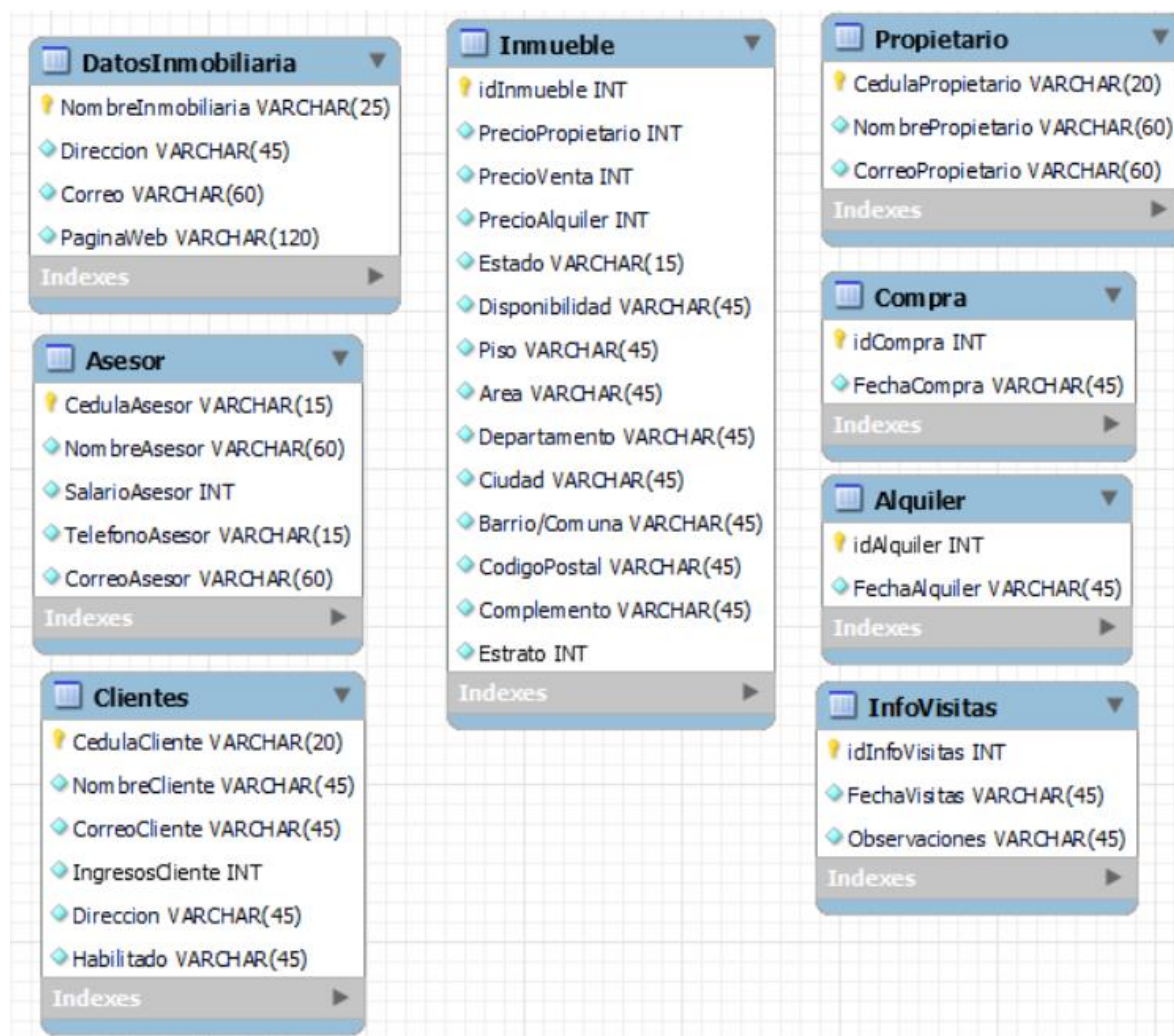 DatosInmobiliaria
NombreInmobiliaria VARCHAR(25)
Direccion VARCHAR(45)
Correo VARCHAR(60)
PaginaWeb VARCHAR(120)
Indexes
Asesor
CedulaAsesor VARCHAR(15)
NombreAsesor VARCHAR(60)
SalarioAsesor INT
TelefonoAsesor VARCHAR(15)
CorreoAsesor VARCHAR(60)
Indexes
Clientes
CedulaCliente VARCHAR(20)
NombreCliente VARCHAR(45)
CorreoCliente VARCHAR(45)
IngresosCliente INT
Direccion VARCHAR(45)
Habilitado VARCHAR(45)
Indexes
Inmueble
idInmueble INT
PrecioPropietario INT
PrecioVenta INT
PrecioAlquiler INT
Estado VARCHAR(15)
Disponibilidad VARCHAR(45)
Piso VARCHAR(45)
Area VARCHAR(45)
Departamento VARCHAR(45)
Ciudad VARCHAR(45)
Barrio/Comuna VARCHAR(45)
CodigoPostal VARCHAR(45)
Complemento VARCHAR(45)
Estrato INT
Indexes
Propietario
CedulaPropietario VARCHAR(20)
NombrePropietario VARCHAR(60)
CorreoPropietario VARCHAR(60)
Indexes
Compra
idCompra INT
FechaCompra VARCHAR(45)
Indexes
Alquiler
idAlquiler INT
FechaAlquiler VARCHAR(45)
Indexes
InfoVisitas
idInfoVisitas INT
FechaVisitas VARCHAR(45)
Observaciones VARCHAR(45)
Indexes